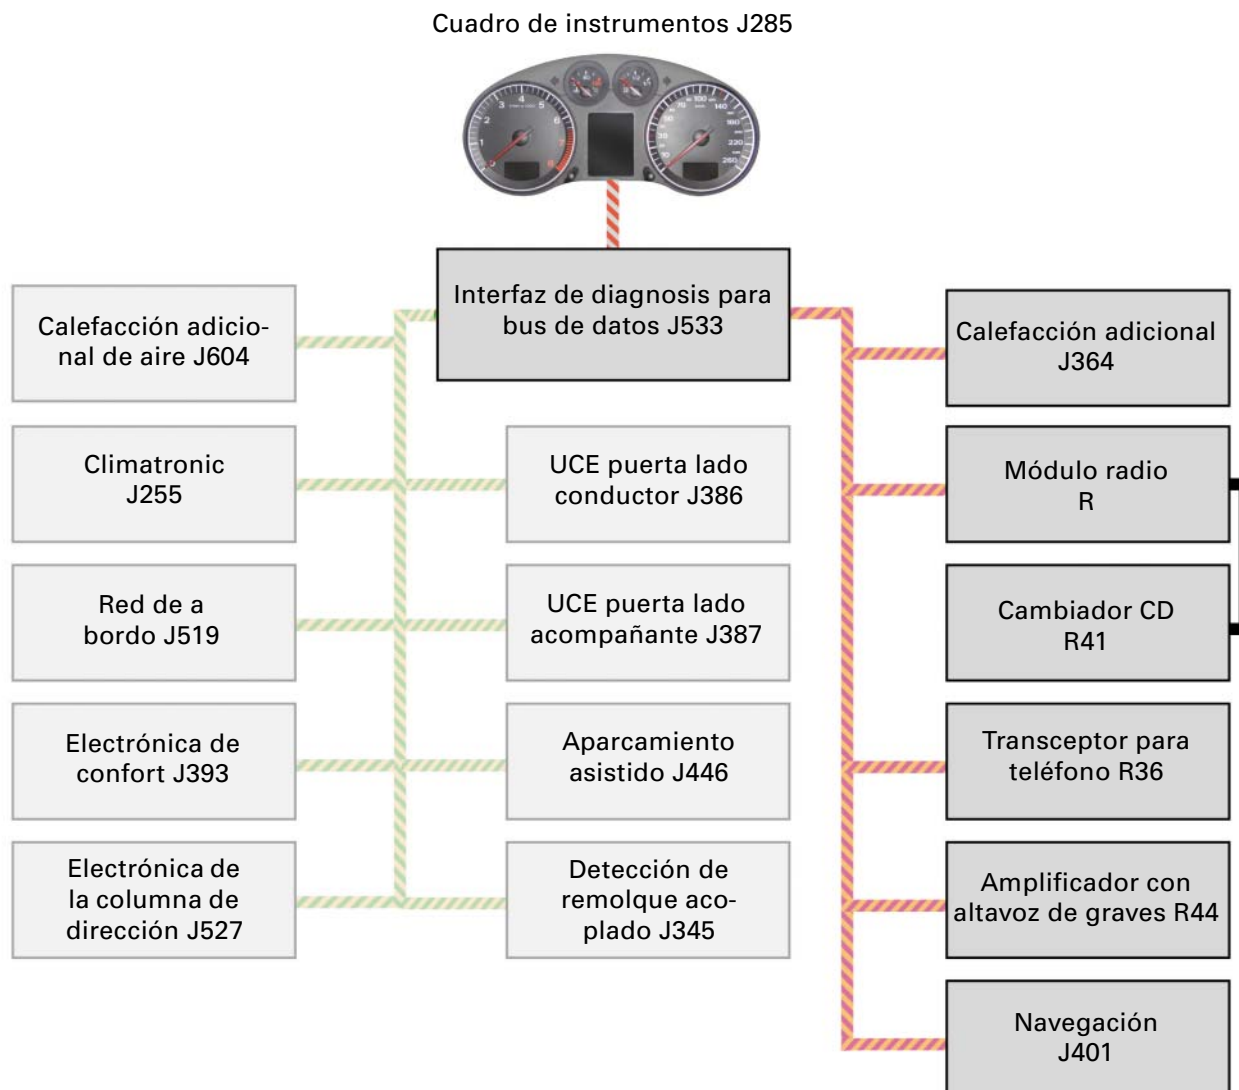 Cuadro de instrumentos J285
Interfaz de diagnosis para
bus de datos J533
Calefacción adicio-
nal de aire J604
Climatronic
J255
Red de a
bordo J519
Electrónica de
confort J393
Electrónica de
la columna de
dirección J527
UCE puerta lado
conductor J386
UCE puerta lado
acompañante J387
Aparcamiento
asistido J446
Detección de
remolque aco-
plado J345
Calefacción adicional
J364
Módulo radio
R
Cambiador CD
R41
Transceptor para
teléfono R36
Amplificador con
altavoz de graves R44
Navegación
J401